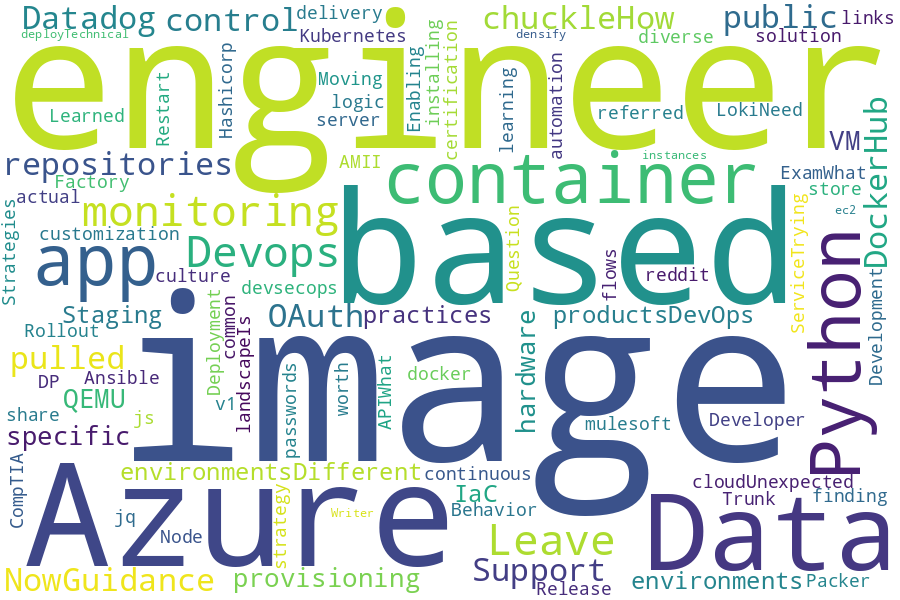 Datadog
control
delivery
chuckleHow
public
links
deployTechnical
Kubernetes
densify
diverse
solution
engineer
Learned
Restart
Hashicorp
Moving
logic
server
Enabling
installing
certification
learning
automation
referred
LokiNeed
VM
DockerHub
repositories
AMII
instances
ExamWhat
Factory
container
store
actual
monitoring
based
ec2
Strategies
customization
Devops
Question
Python
app
culture
flows
reddit
ServiceTrying
devsecops
Development
Staging
OAuth
practices
productsDevOps
Rollout
Deployment
common
landscapeIs
image
hardware
pulled
DP
Ansible
passwords
worth
APIWhat
docker
QEMU
v1
share
js
mulesoft
Developer
specific
CompTIA
environmentsDifferent
continuous
cloudUnexpected
Azure
strategy
IaC
Data
Trunk
finding
jq
Node
Writer
Behavior
Leave
NowGuidance
provisioning
Support
Release
environments
Packer